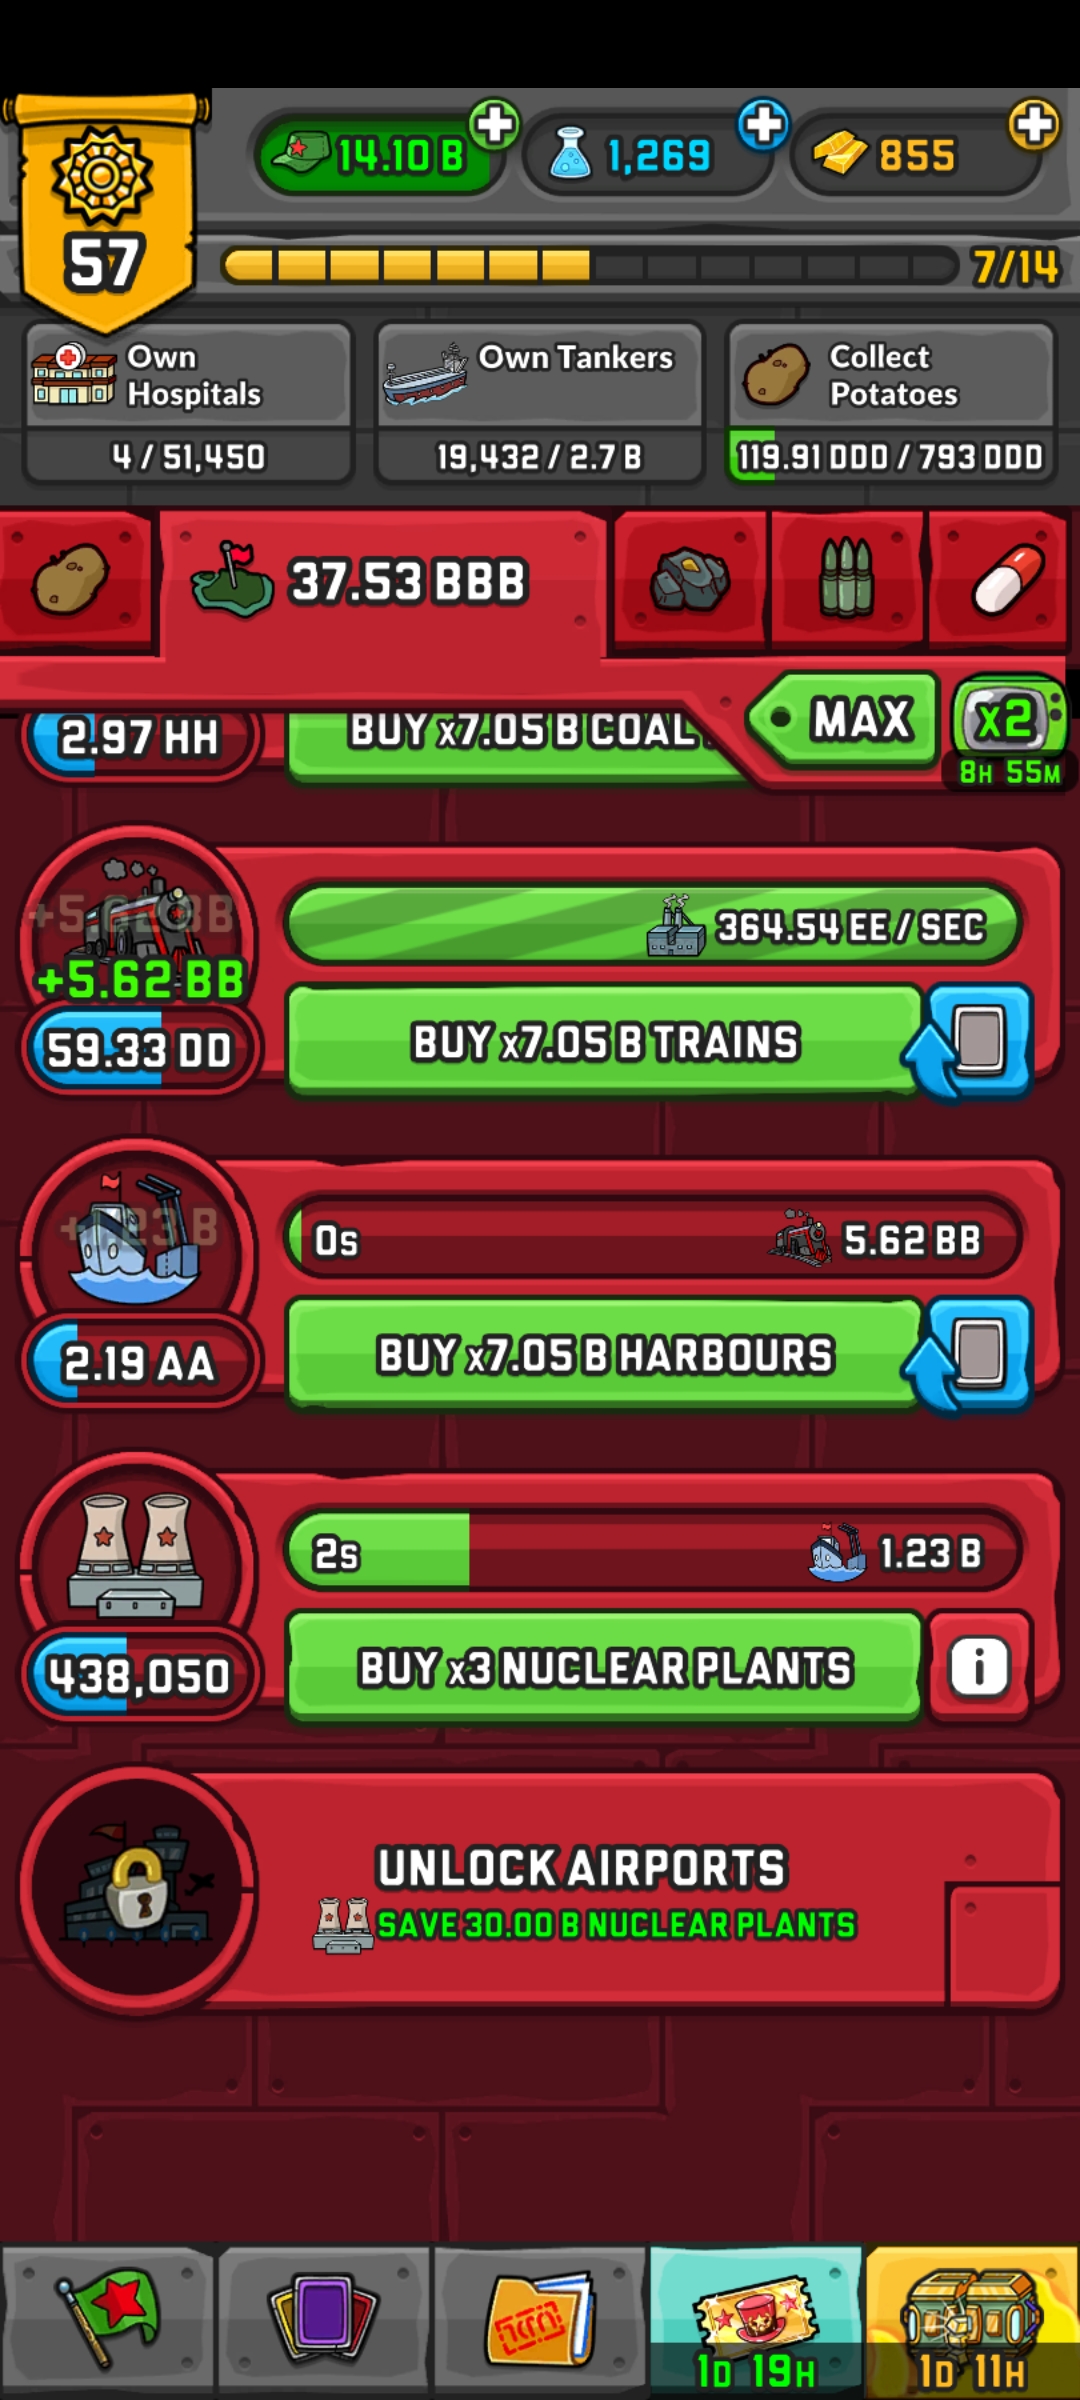 14.10 B
1,269
855
57
7/14
Own
Hospitals
4 / 51,450
Own Tankers
19,432 / 2.7 B
Collect
Potatoes
119.91 DDD / 793 DDD
37.53 BBB
MAX
x2
8H 55M
2.97 HH
BUY x7.05 B COAL
+5.62 BB
+5.62 BB
59.33 DD
364.54 EE / SEC
BUY x7.05 B TRAINS
+1.23 B
2.19 AA
0s
5.62 BB
BUY x7.05 B HARBOURS
438,050
2s
1.23 B
BUY x3 NUCLEAR PLANTS
i
UNLOCK AIRPORTS
SAVE 30.00 B NUCLEAR PLANTS
1D 19H
1D 11H